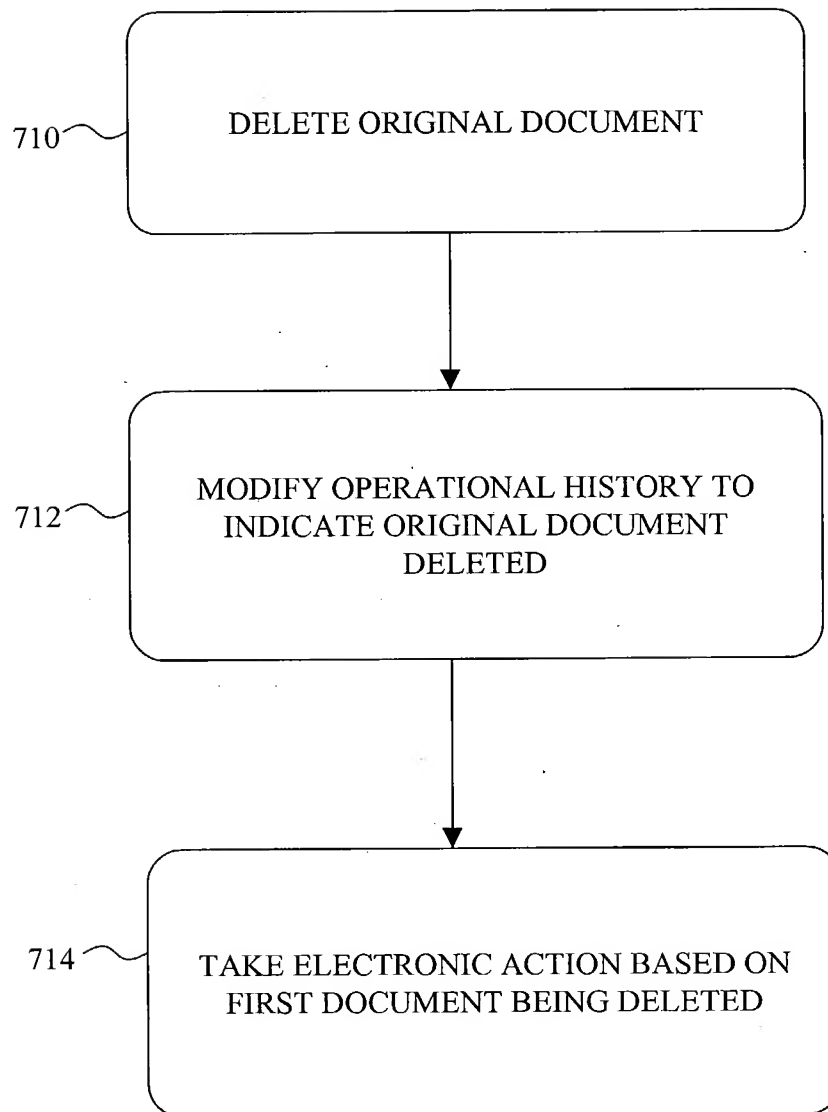 710
DELETE ORIGINAL DOCUMENT
712
MODIFY OPERATIONAL HISTORY TO
INDICATE ORIGINAL DOCUMENT
DELETED
714
TAKE ELECTRONIC ACTION BASED ON
FIRST DOCUMENT BEING DELETED